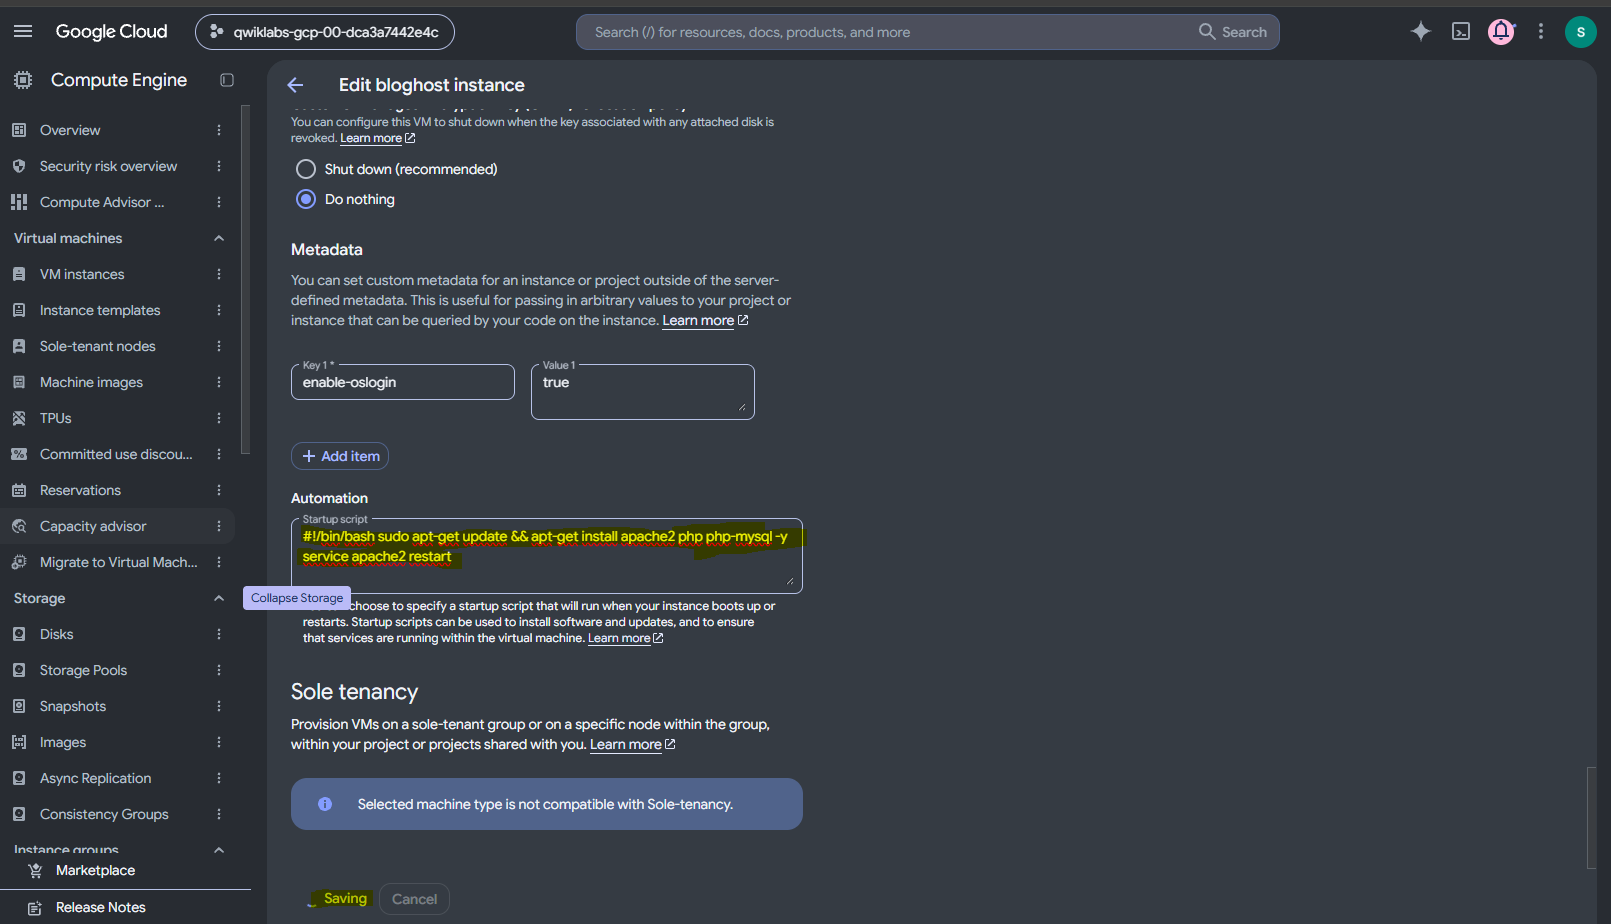 Google Cloud
qwiklabs-gcp-00-dca3a7442e4c
Search (/) for resources, docs, products, and more
Search
S
Compute Engine
Overview
Security risk overview
Compute Advisor ...
Virtual machines
VM instances
Instance templates
Sole-tenant nodes
Machine images
TPUs
Committed use discou...
Reservations
Capacity advisor
Migrate to Virtual Mach...
Storage
Collapse Storage
Disks
Storage Pools
Snapshots
Images
Async Replication
Consistency Groups
Instance groups
Marketplace
Release Notes
Edit bloghost instance
You can configure this VM to shut down when the key associated with any attached disk is
revoked. Learn more
Shut down (recommended)
Do nothing
Metadata
You can set custom metadata for an instance or project outside of the server-
defined metadata. This is useful for passing in arbitrary values to your project or
instance that can be queried by your code on the instance. Learn more
Key 1 *
enable-oslogin
Value 1
true
Add item
Automation
Startup script
#!/bin/bash sudo apt-get update && apt-get install apache2 php php-mysql -y
service apache2 restart
choose to specify a startup script that will run when your instance boots up or
restarts. Startup scripts can be used to install software and updates, and to ensure
that services are running within the virtual machine. Learn more
Sole tenancy
Provision VMs on a sole-tenant group or on a specific node within the group,
within your project or projects shared with you. Learn more
Selected machine type is not compatible with Sole-tenancy.
Saving
Cancel